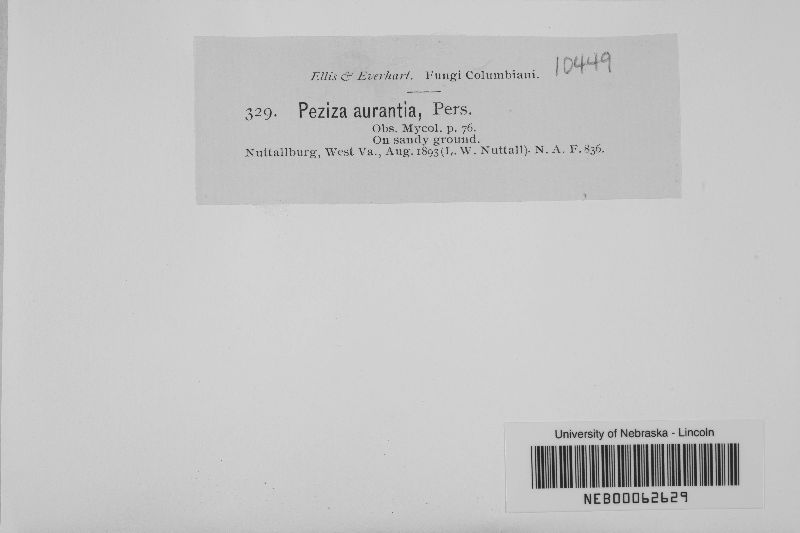 Ellis & Everhart. Fungi Columbiani.
10449
329. Peziza aurantia, Pers.
Obs. Mycol. p. 76.
On sandy ground.
Nuttallburg, West Va., Aug. 1893 (L. W. Nuttall). N. A. F. 836.
University of Nebraska - Lincoln
NEB00062629